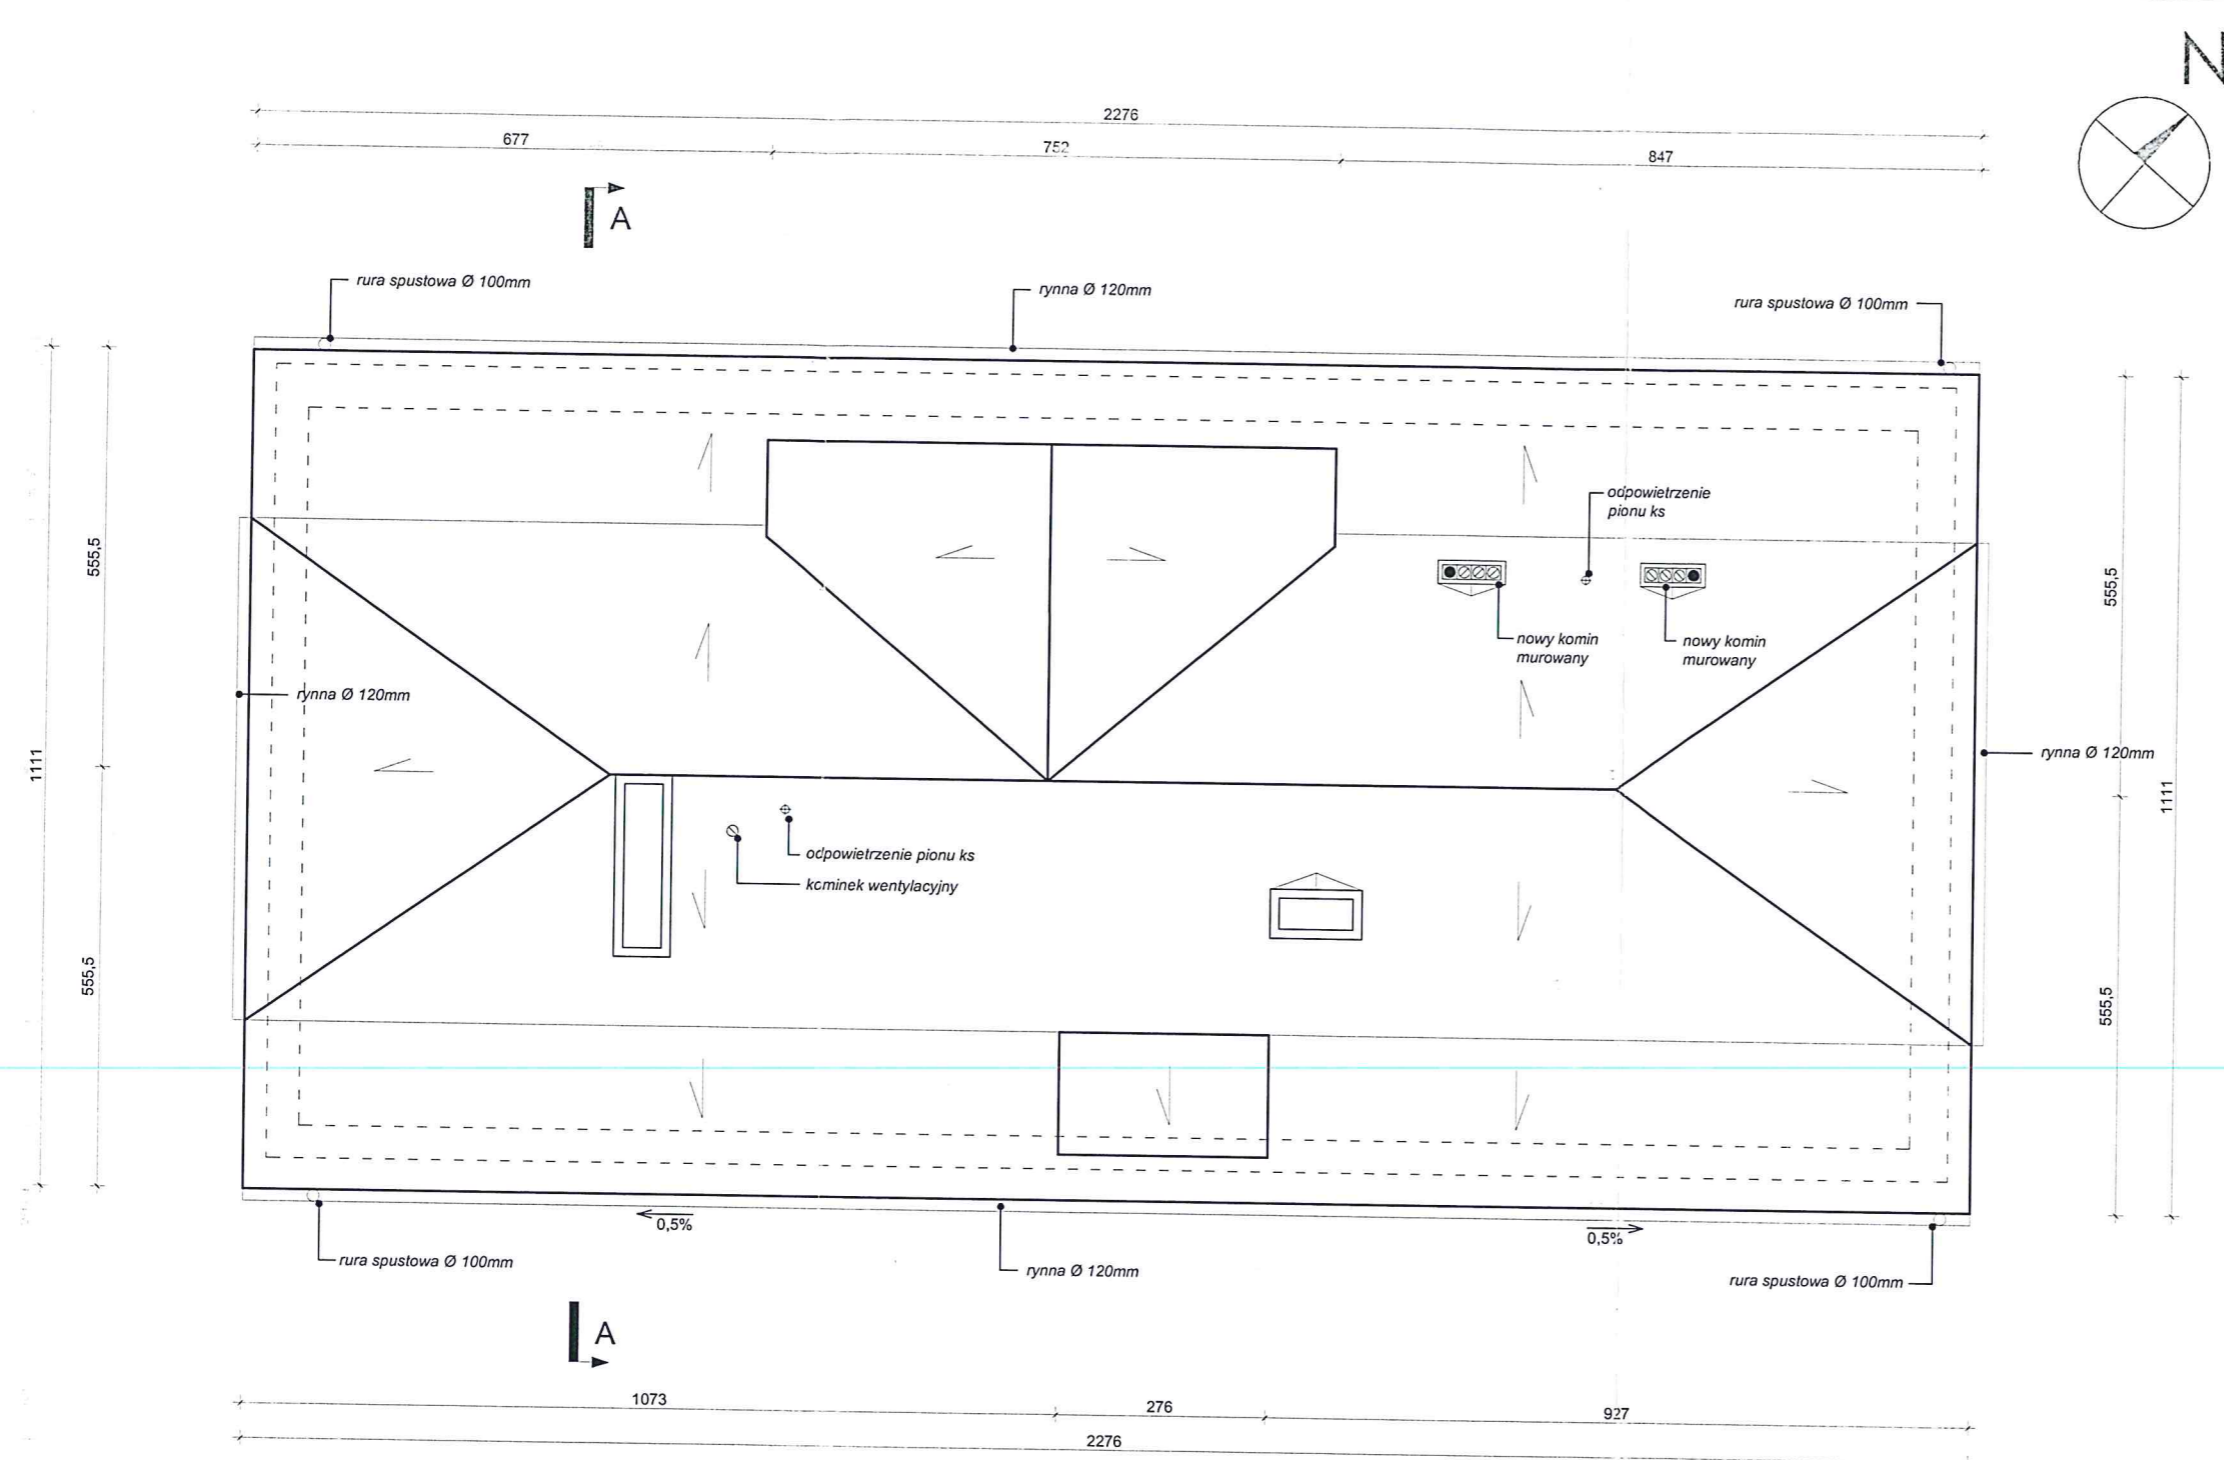 N
2276
677
752
847
A
rura spustowa Ø 100mm
rynna Ø 120mm
rura spustowa Ø 100mm
odpowietrzenie
pionu ks
555,5
555,5
nowy komin
murowany
nowy komin
murowany
rynna Ø 120mm
rynna Ø 120mm
1111
1111
odpowietrzenie pionu ks
kominek wentylacyjny
555,5
555,5
0,5%
0,5%
rura spustowa Ø 100mm
rynna Ø 120mm
rura spustowa Ø 100mm
A
1073
276
927
2276